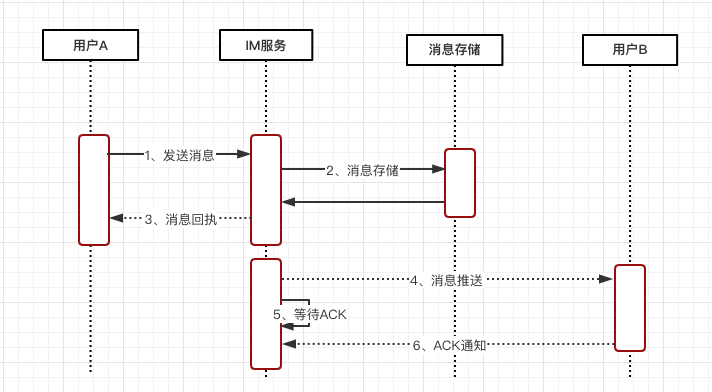 用户A
IM服务
消息存储
用户B
1、发送消息
2、消息存储
3、消息回执
4、消息推送
5、等待ACK
6、ACK通知